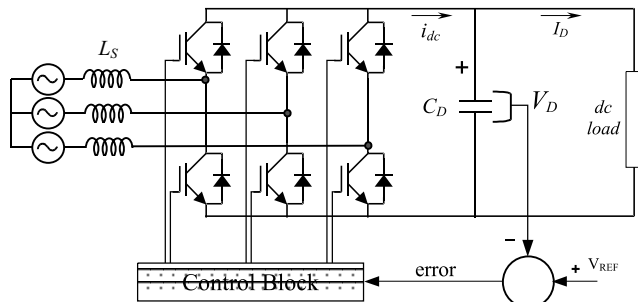 L_S
i_dc
I_D
+
C_D
V_D
dc
load
−
+ V_REF
error
Control Block